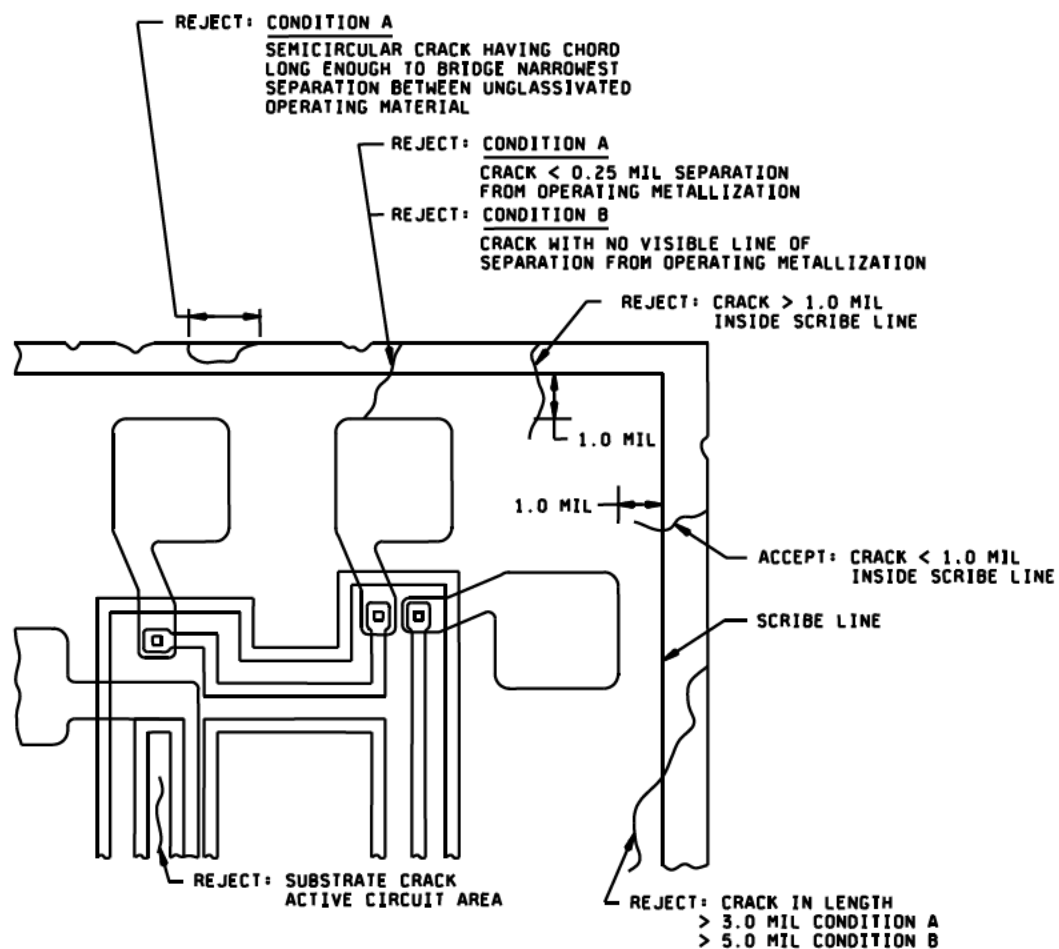 REJECT: CONDITION A
SEMICIRCULAR CRACK HAVING CHORD
LONG ENOUGH TO BRIDGE NARROWEST
SEPARATION BETWEEN UNGLASSIVATED
OPERATING MATERIAL
REJECT: CONDITION A
CRACK < 0.25 MIL SEPARATION
FROM OPERATING METALLIZATION
REJECT: CONDITION B
CRACK WITH NO VISIBLE LINE OF
SEPARATION FROM OPERATING METALLIZATION
REJECT: CRACK > 1.0 MIL
INSIDE SCRIBE LINE
1.0 MIL
1.0 MIL
ACCEPT: CRACK < 1.0 MIL
INSIDE SCRIBE LINE
SCRIBE LINE
REJECT: SUBSTRATE CRACK
ACTIVE CIRCUIT AREA
REJECT: CRACK IN LENGTH
> 3.0 MIL CONDITION A
> 5.0 MIL CONDITION B